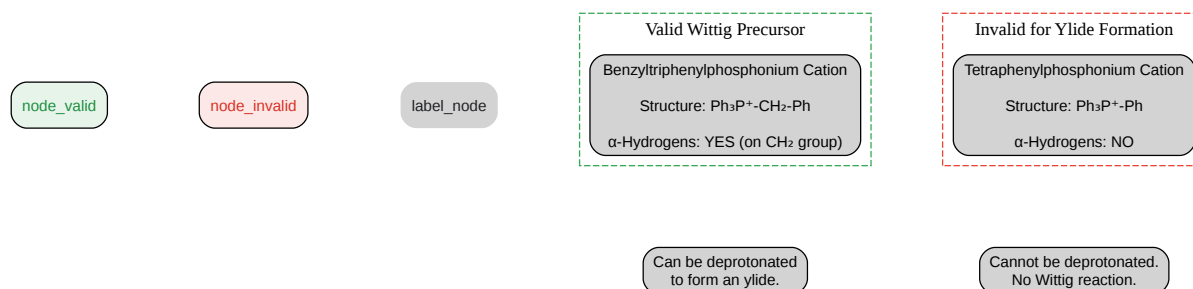 node_valid
node_invalid
label_node
Valid Wittig Precursor
Benzyltriphenylphosphonium Cation
Structure: Ph₃P⁺-CH₂-Ph
α-Hydrogens: YES (on CH₂ group)
Can be deprotonated
to form an ylide.
Invalid for Ylide Formation
Tetraphenylphosphonium Cation
Structure: Ph₃P⁺-Ph
α-Hydrogens: NO
Cannot be deprotonated.
No Wittig reaction.